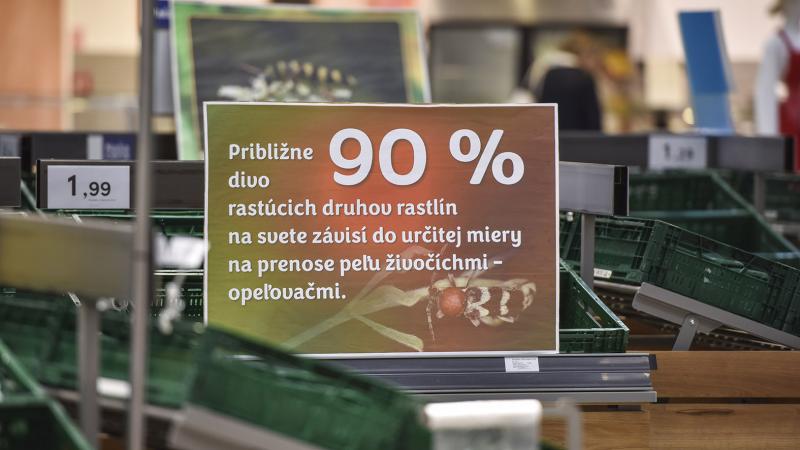 Približne 90 %
divo
rastúcich druhov rastlín
na svete závisí do určitej miery
na prenose peľu živočíchmi –
opeľovačmi.
1,99